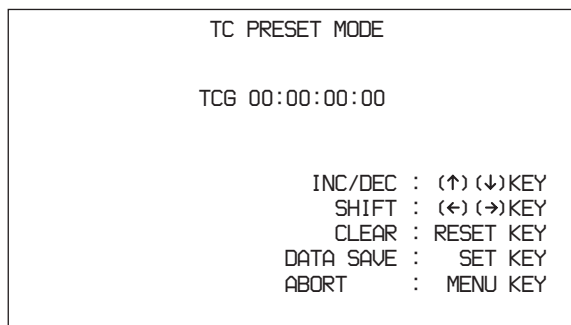 TC PRESET MODE
TCG 00:00:00:00
INC/DEC : (↑)(↓)KEY
SHIFT : (←)(→)KEY
CLEAR : RESET KEY
DATA SAVE : SET KEY
ABORT : MENU KEY